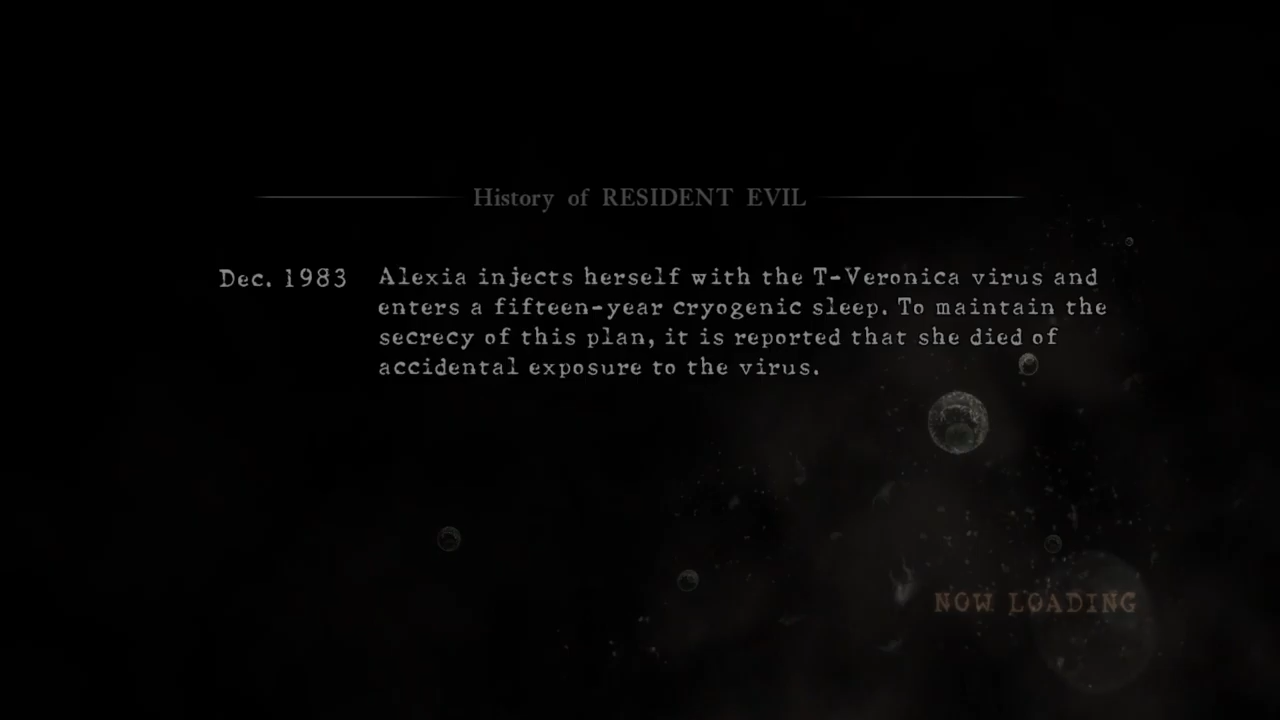 History of RESIDENT EVIL
Dec. 1983 Alexia injects herself with the T-Veronica virus and
enters a fifteen-year cryogenic sleep. To maintain the
secrecy of this plan, it is reported that she died of
accidental exposure to the virus.
NOW LOADING